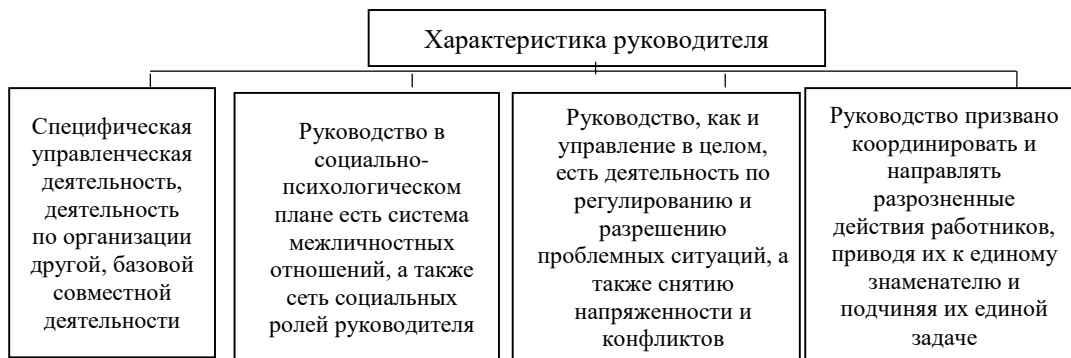 Характеристика руководителя
Специфическая
управленческая
деятельность,
деятельность
по организации
другой, базовой
совместной
деятельности
Руководство в
социально-
психологическом
плане есть система
межличностных
отношений, а также
сеть социальных
ролей руководителя
Руководство, как и
управление в целом,
есть деятельность по
регулированию и
разрешению
проблемных ситуаций, а
также снятию
напряженности и
конфликтов
Руководство призвано
координировать и
направлять
разрозненные
действия работников,
приводя их к единому
знаменателю и
подчиняя их единой
задаче